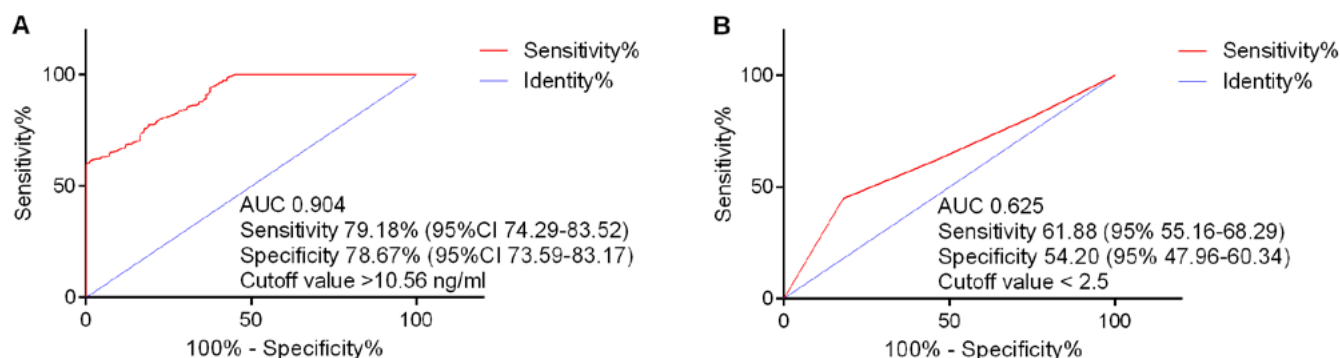 A
Sensitivity%
Identity%
100
50
0
Sensitivity%
AUC 0.904
Sensitivity 79.18% (95%CI 74.29-83.52)
Specificity 78.67% (95%CI 73.59-83.17)
Cutoff value >10.56 ng/ml
0
50
100
100% - Specificity%
B
Sensitivity%
Identity%
100
50
0
Sensitivity%
AUC 0.625
Sensitivity 61.88 (95% 55.16-68.29)
Specificity 54.20 (95% 47.96-60.34)
Cutoff value < 2.5
0
50
100
100% - Specificity%